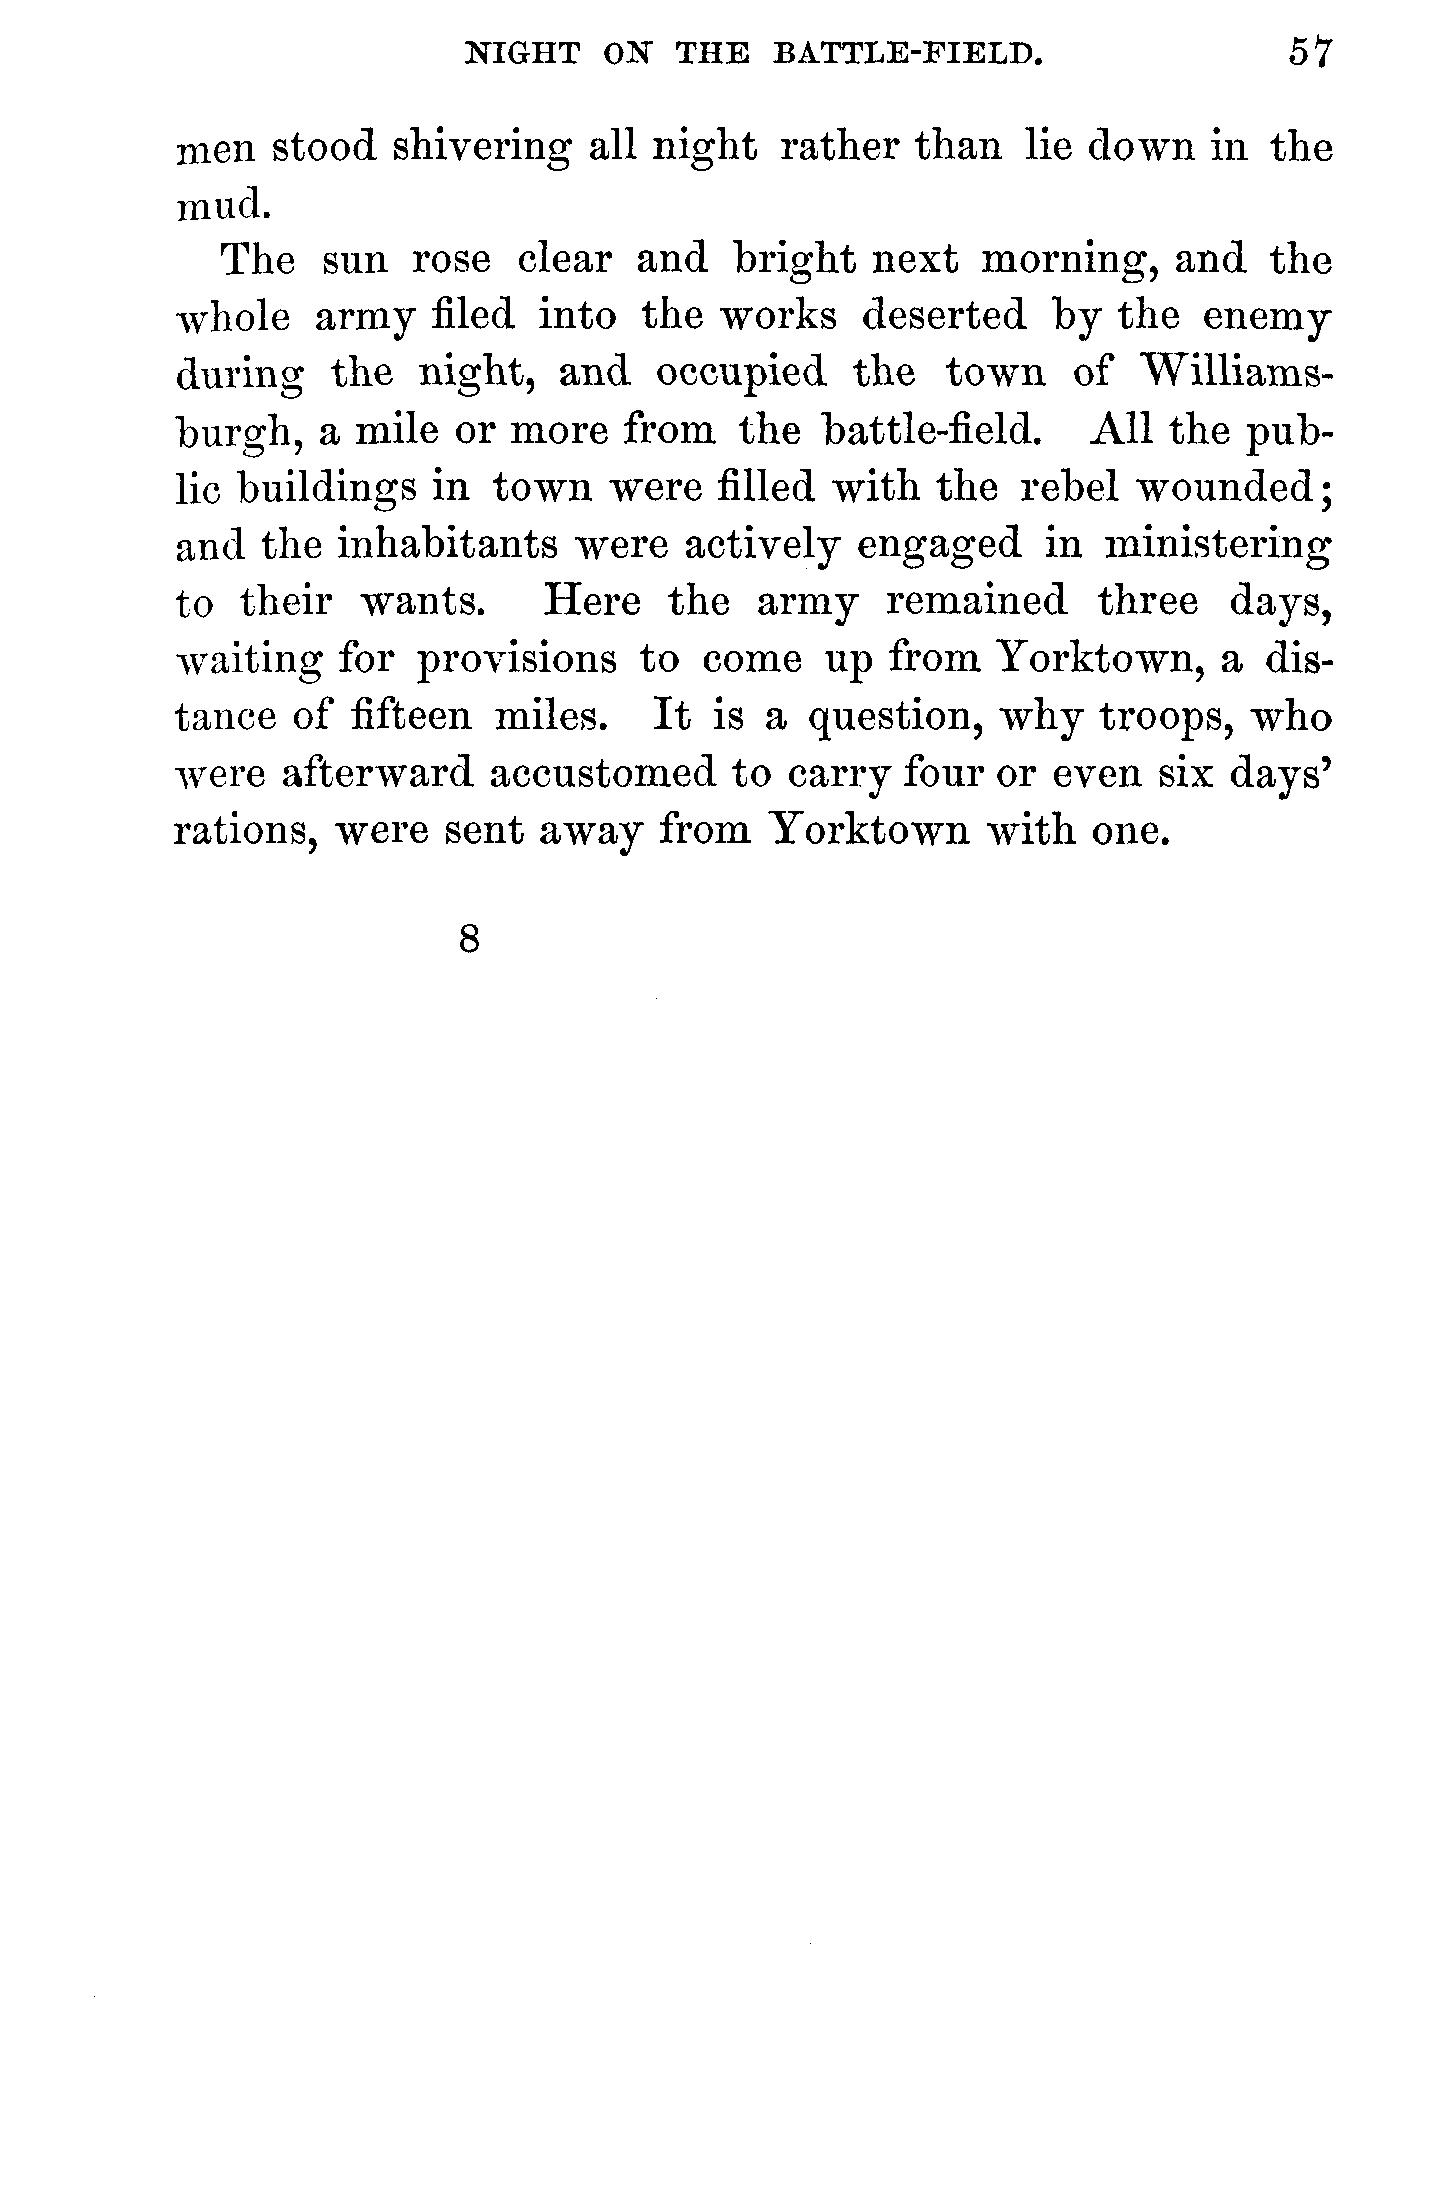 NIGHT ON THE BATTLE-FIELD. 57
men stood shivering all night rather than lie down in the
mud.
The sun rose clear and bright next morning, and the
whole army filed into the works deserted by the enemy
during the night, and occupied the town of Williams-
burgh, a mile or more from the battle-field. All the pub-
lic buildings in town were filled with the rebel wounded;
and the inhabitants were actively engaged in ministering
to their wants. Here the army remained three days,
waiting for provisions to come up from Yorktown, a dis-
tance of fifteen miles. It is a question, why troops, who
were afterward accustomed to carry four or even six days’
rations, were sent away from Yorktown with one.
8